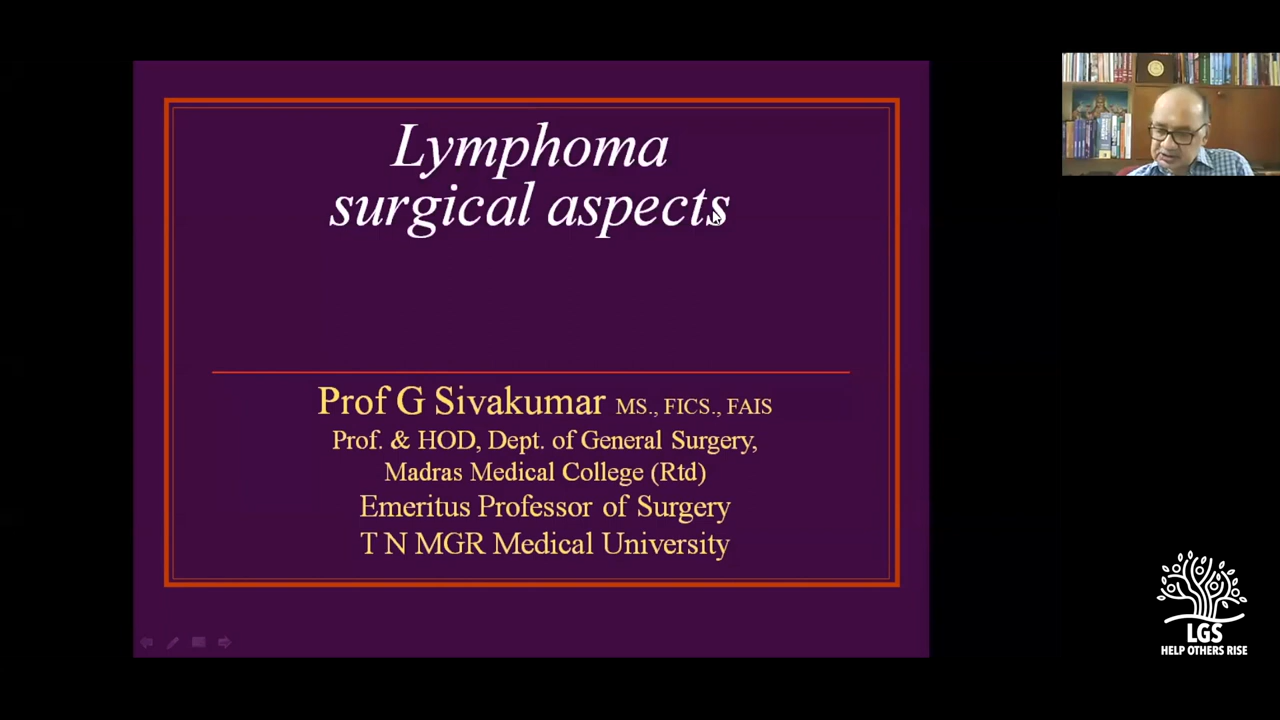 Lymphoma
surgical aspects
Prof G Sivakumar MS., FICS., FAIS
Prof. & HOD, Dept. of General Surgery,
Madras Medical College (Rtd)
Emeritus Professor of Surgery
T N MGR Medical University
LGS
HELP OTHERS RISE